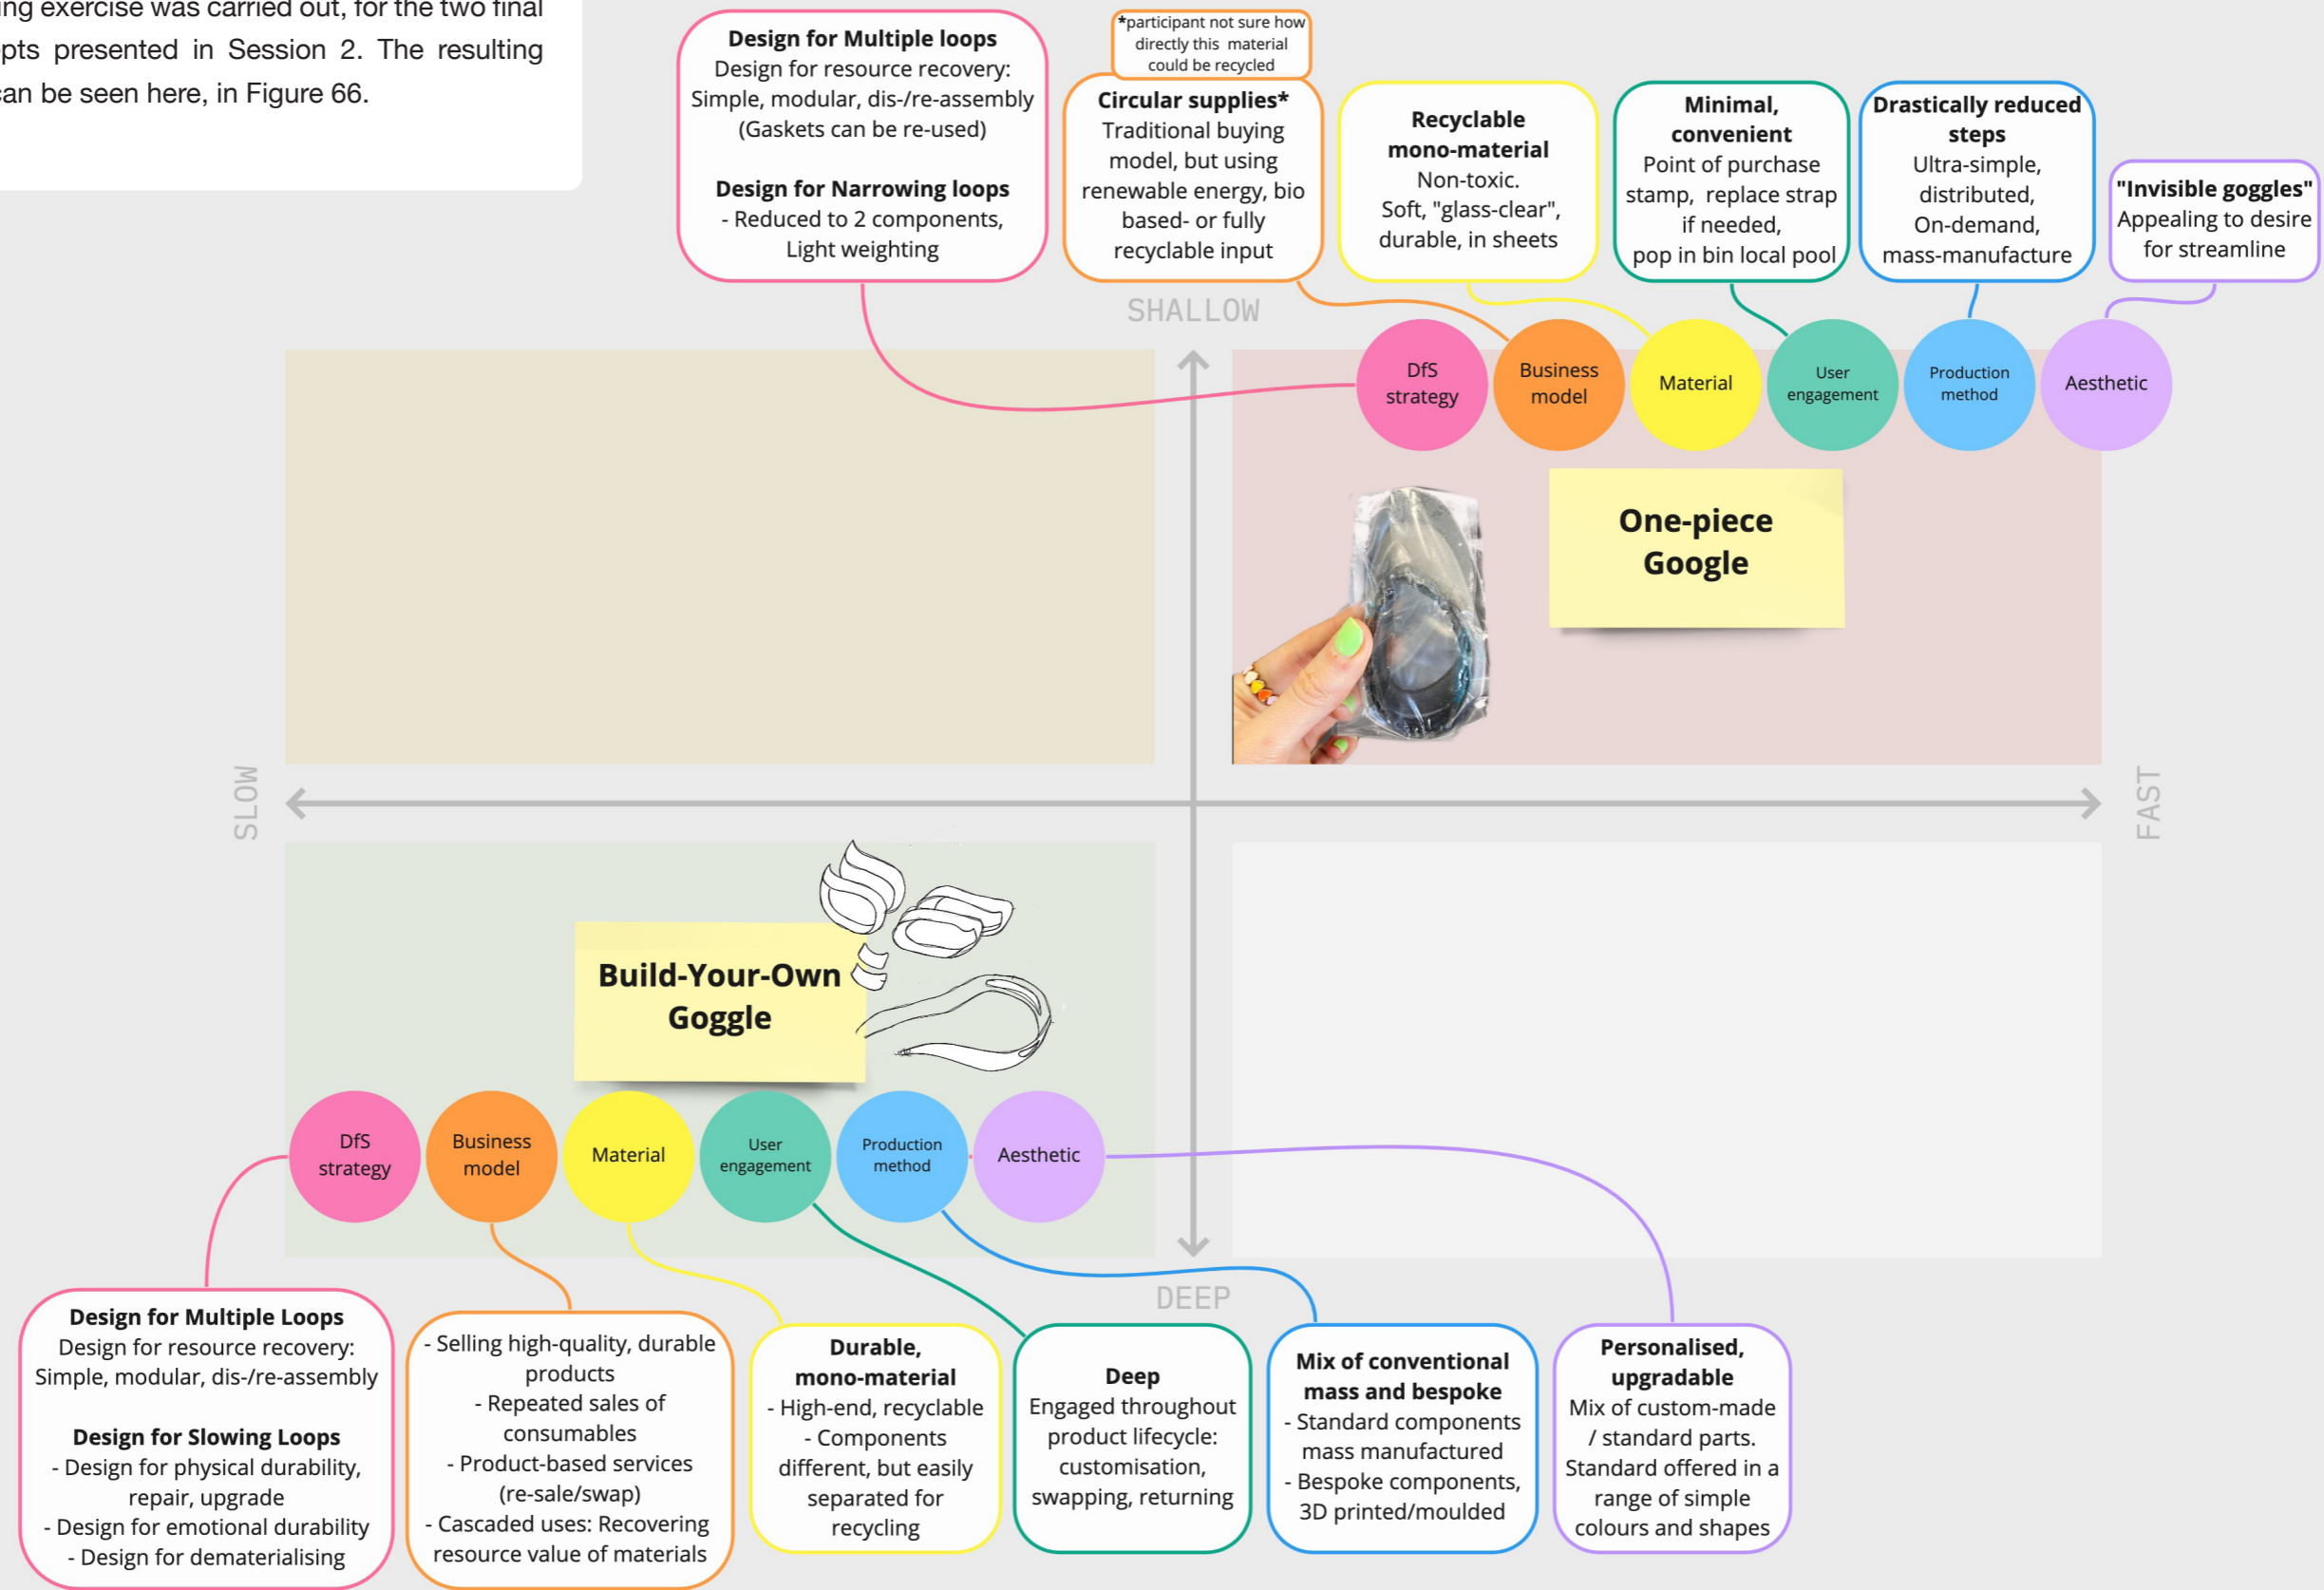 ing exercise was carried out, for the two final
pts presented in Session 2. The resulting
can be seen here, in Figure 66.
Design for Multiple loops
Design for resource recovery:
Simple, modular, dis-/re-assembly
(Gaskets can be re-used)
Design for Narrowing loops
- Reduced to 2 components,
Light weighting
*participant not sure how
directly this material
could be recycled
Circular supplies*
Traditional buying
model, but using
renewable energy, bio
based- or fully
recyclable input
Recyclable
mono-material
Non-toxic.
Soft, "glass-clear",
durable, in sheets
Minimal,
convenient
Point of purchase
stamp, replace strap
if needed,
pop in bin local pool
Drastically reduced
steps
Ultra-simple,
distributed,
On-demand,
mass-manufacture
"Invisible goggles"
Appealing to desire
for streamline
SHALLOW
DfS
strategy
Business
model
Material
User
engagement
Production
method
Aesthetic
One-piece
Google
SLOW
FAST
Build-Your-Own
Goggle
DfS
strategy
Business
model
Material
User
engagement
Production
method
Aesthetic
DEEP
Design for Multiple Loops
Design for resource recovery:
Simple, modular, dis-/re-assembly
Design for Slowing Loops
- Design for physical durability,
repair, upgrade
- Design for emotional durability
- Design for dematerialising
- Selling high-quality, durable
products
- Repeated sales of
consumables
- Product-based services
(re-sale/swap)
- Cascaded uses: Recovering
resource value of materials
Durable,
mono-material
- High-end, recyclable
- Components
different, but easily
separated for
recycling
Deep
Engaged throughout
product lifecycle:
customisation,
swapping, returning
Mix of conventional
mass and bespoke
- Standard components
mass manufactured
- Bespoke components,
3D printed/moulded
Personalised,
upgradable
Mix of custom-made
/ standard parts.
Standard offered in a
range of simple
colours and shapes